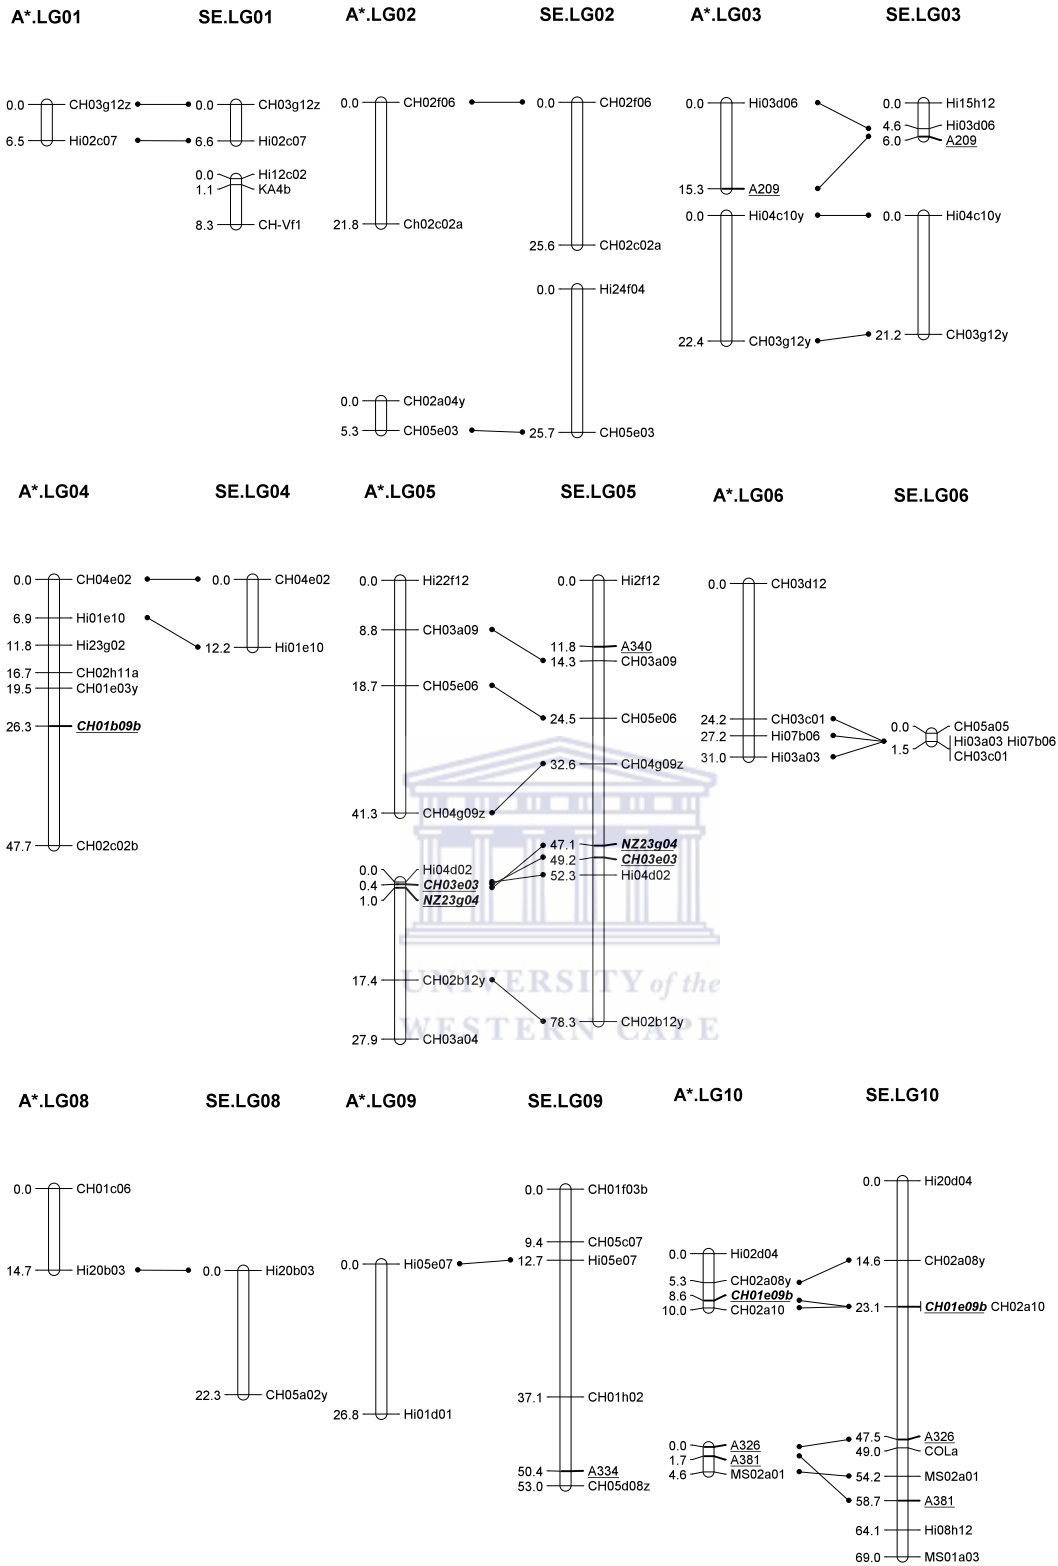 A*.LG01 SE.LG01 A*.LG02 SE.LG02 A*.LG03 SE.LG03
0.0 CH03g12z 0.0 CH03g12z
6.5 Hi02c07 6.6 Hi02c07
0.0 Hi12c02
1.1 KA4b
8.3 CH-Vf1
0.0 CH02f06 0.0 CH02f06
21.8 Ch02c02a 25.6 CH02c02a
0.0 Hi24f04
0.0 CH02a04y
5.3 CH05e03 25.7 CH05e03
0.0 Hi03d06 0.0 Hi15h12
4.6 Hi03d06
6.0 A209
15.3 A209
0.0 Hi04c10y 0.0 Hi04c10y
22.4 CH03g12y 21.2 CH03g12y
A*.LG04 SE.LG04 A*.LG05 SE.LG05 A*.LG06 SE.LG06
0.0 CH04e02 0.0 CH04e02
6.9 Hi01e10
11.8 Hi23g02 12.2 Hi01e10
16.7 CH02h11a
19.5 CH01e03y
26.3 CH01b09b
47.7 CH02c02b
0.0 Hi22f12 0.0 Hi2f12
8.8 CH03a09 11.8 A340
14.3 CH03a09
18.7 CH05e06 24.5 CH05e06
32.6 CH04g09z
41.3 CH04g09z
47.1 NZ23g04
49.2 CH03e03
0.0 Hi04d02 52.3 Hi04d02
0.4 CH03e03
1.0 NZ23g04
17.4 CH02b12y
78.3 CH02b12y
27.9 CH03a04
0.0 CH03d12
24.2 CH03c01 0.0 CH05a05
27.2 Hi07b06 1.5 Hi03a03 Hi07b06
31.0 Hi03a03 CH03c01
UNIVERSITY of the
WESTERN CAPE
A*.LG08 SE.LG08 A*.LG09 SE.LG09 A*.LG10 SE.LG10
0.0 CH01c06
14.7 Hi20b03 0.0 Hi20b03
22.3 CH05a02y
0.0 CH01f03b
9.4 CH05c07
0.0 Hi05e07 12.7 Hi05e07
37.1 CH01h02
26.8 Hi01d01
50.4 A334
53.0 CH05d08z
0.0 Hi20d04
0.0 Hi02d04 14.6 CH02a08y
5.3 CH02a08y
8.6 CH01e09b
10.0 CH02a10 23.1 CH01e09b CH02a10
0.0 A326 47.5 A326
1.7 A381 49.0 COLa
4.6 MS02a01 54.2 MS02a01
58.7 A381
64.1 Hi08h12
69.0 MS01a03